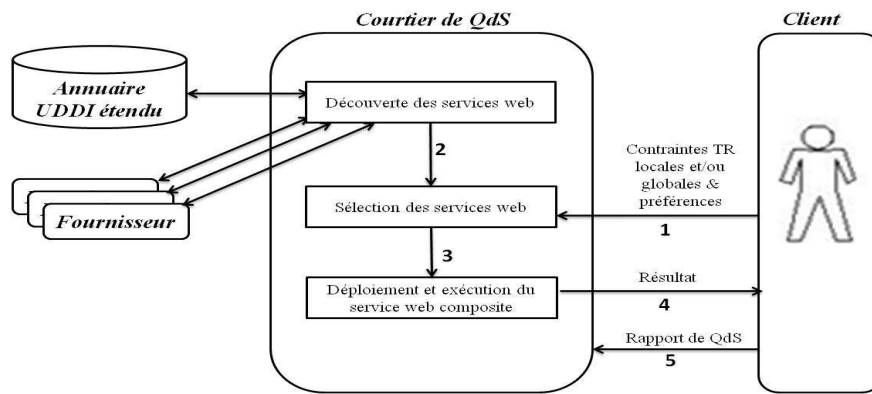 Courtier de QdS
Client
Annuaire
UDDI étendu
Découverte des services web
2
Contraintes TR
locales et/ou
globales &
préférences
1
Fournisseur
Sélection des services web
3
Déploiement et exécution du
service web composite
Résultat
4
Rapport de QdS
5